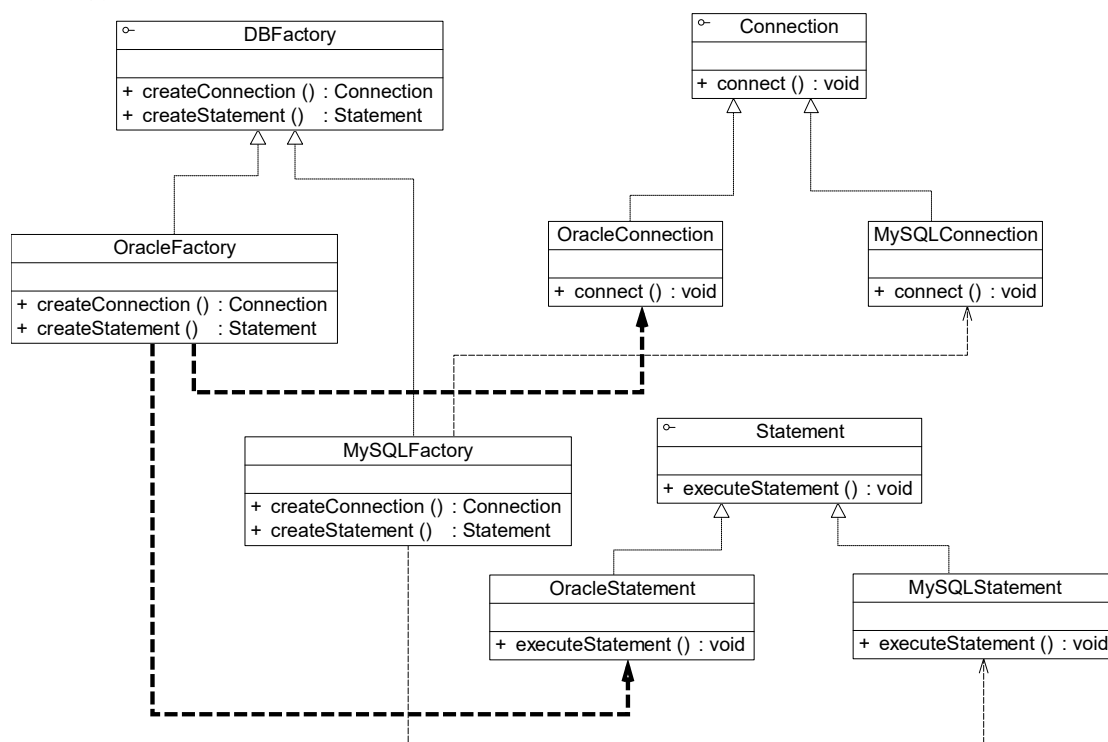 DBFactory
+ createConnection () : Connection
+ createStatement () : Statement
Connection
+ connect () : void
OracleFactory
+ createConnection () : Connection
+ createStatement () : Statement
OracleConnection
+ connect () : void
MySQLConnection
+ connect () : void
MySQLFactory
+ createConnection () : Connection
+ createStatement () : Statement
Statement
+ executeStatement () : void
OracleStatement
+ executeStatement () : void
MySQLStatement
+ executeStatement () : void